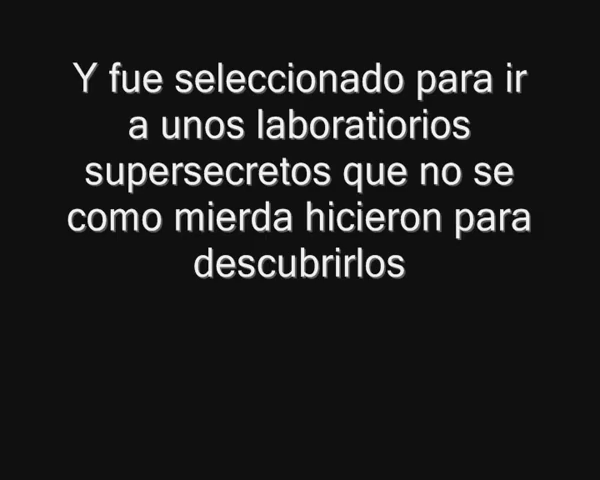 Y fue seleccionado para ir
a unos laboratiorios
supersecretos que no se
como mierda hicieron para
descubrirlos